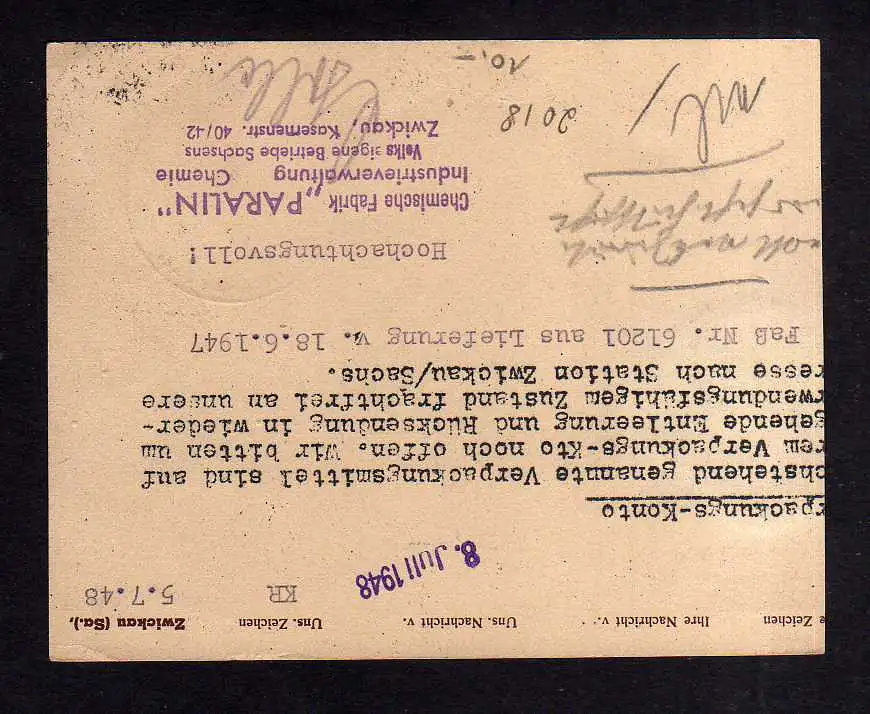 e Zeichen Ihre Nachricht v. Uns. Nachricht v. Uns. Zeichen Zwickau (Sa.),
KR 5.7.48
8. Juli 1948
rpackungs-Konto
chstehend genannte Verpackungsmittel sind auf
rem Verpackungs-Kto noch offen. Wir bitten um
gehende Entleerung und Rücksendung in wieder-
rwendungsfähigem Zustand frachtfrei an unsere
resse nach Station Zwickau/Sachs.
Faß Nr. 61201 aus Lieferung v. 18.6.1947
Hochachtungsvoll!
Chemische Fabrik „PARALIN"
Industrieverwaltung Chemie
Volkseigene Betriebe Sachsens
Zwickau, Kasernenstr. 40/42
2018
10,-